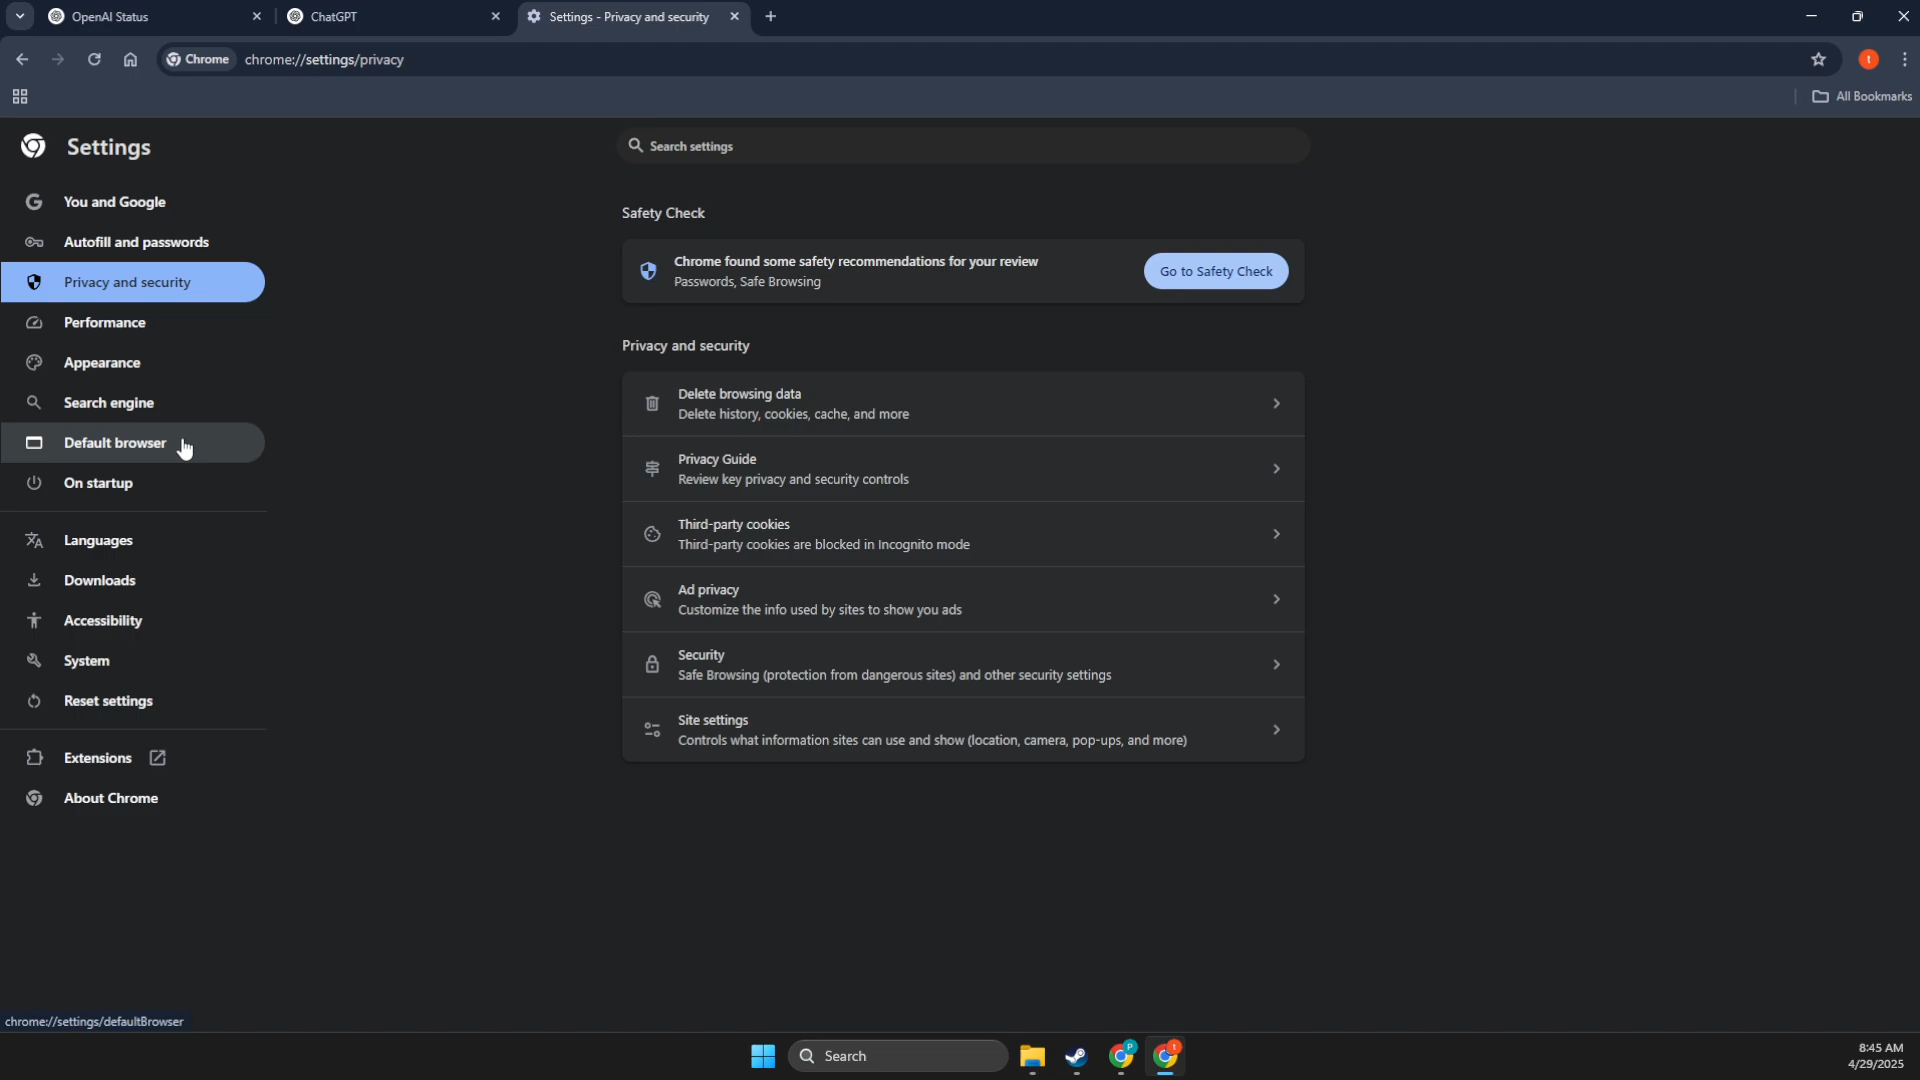 OpenAI Status
ChatGPT
Settings - Privacy and security
Chrome
chrome://settings/privacy
t
All Bookmarks
Settings
Search settings
You and Google
Autofill and passwords
Privacy and security
Performance
Appearance
Search engine
Default browser
On startup
Languages
Downloads
Accessibility
System
Reset settings
Extensions
About Chrome
Safety Check
Chrome found some safety recommendations for your review
Passwords, Safe Browsing
Go to Safety Check
Privacy and security
Delete browsing data
Delete history, cookies, cache, and more
Privacy Guide
Review key privacy and security controls
Third-party cookies
Third-party cookies are blocked in Incognito mode
Ad privacy
Customize the info used by sites to show you ads
Security
Safe Browsing (protection from dangerous sites) and other security settings
Site settings
Controls what information sites can use and show (location, camera, pop-ups, and more)
chrome://settings/defaultBrowser
Search
P
t
8:45 AM
4/29/2025